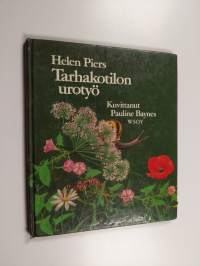 Helen Piers
Tarhakotilon
urotyö
Kuvittanut
Pauline Baynes
WSOY